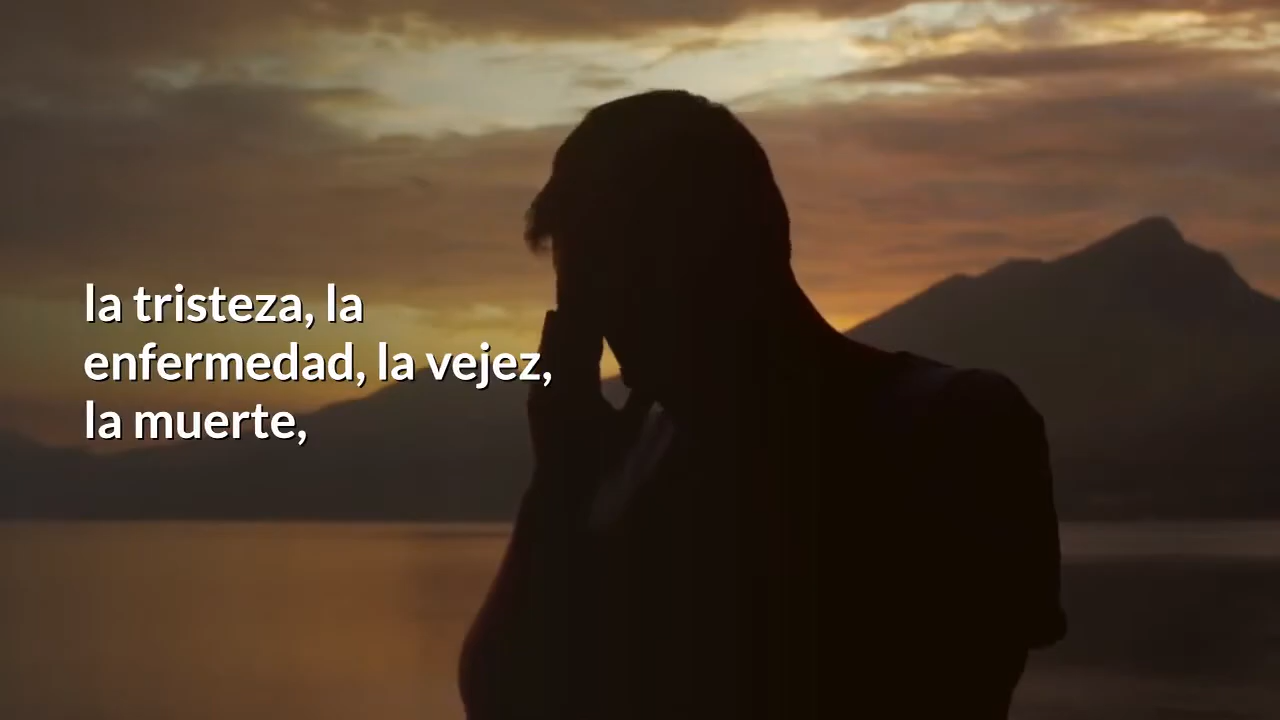 la tristeza, la
enfermedad, la vejez,
la muerte,